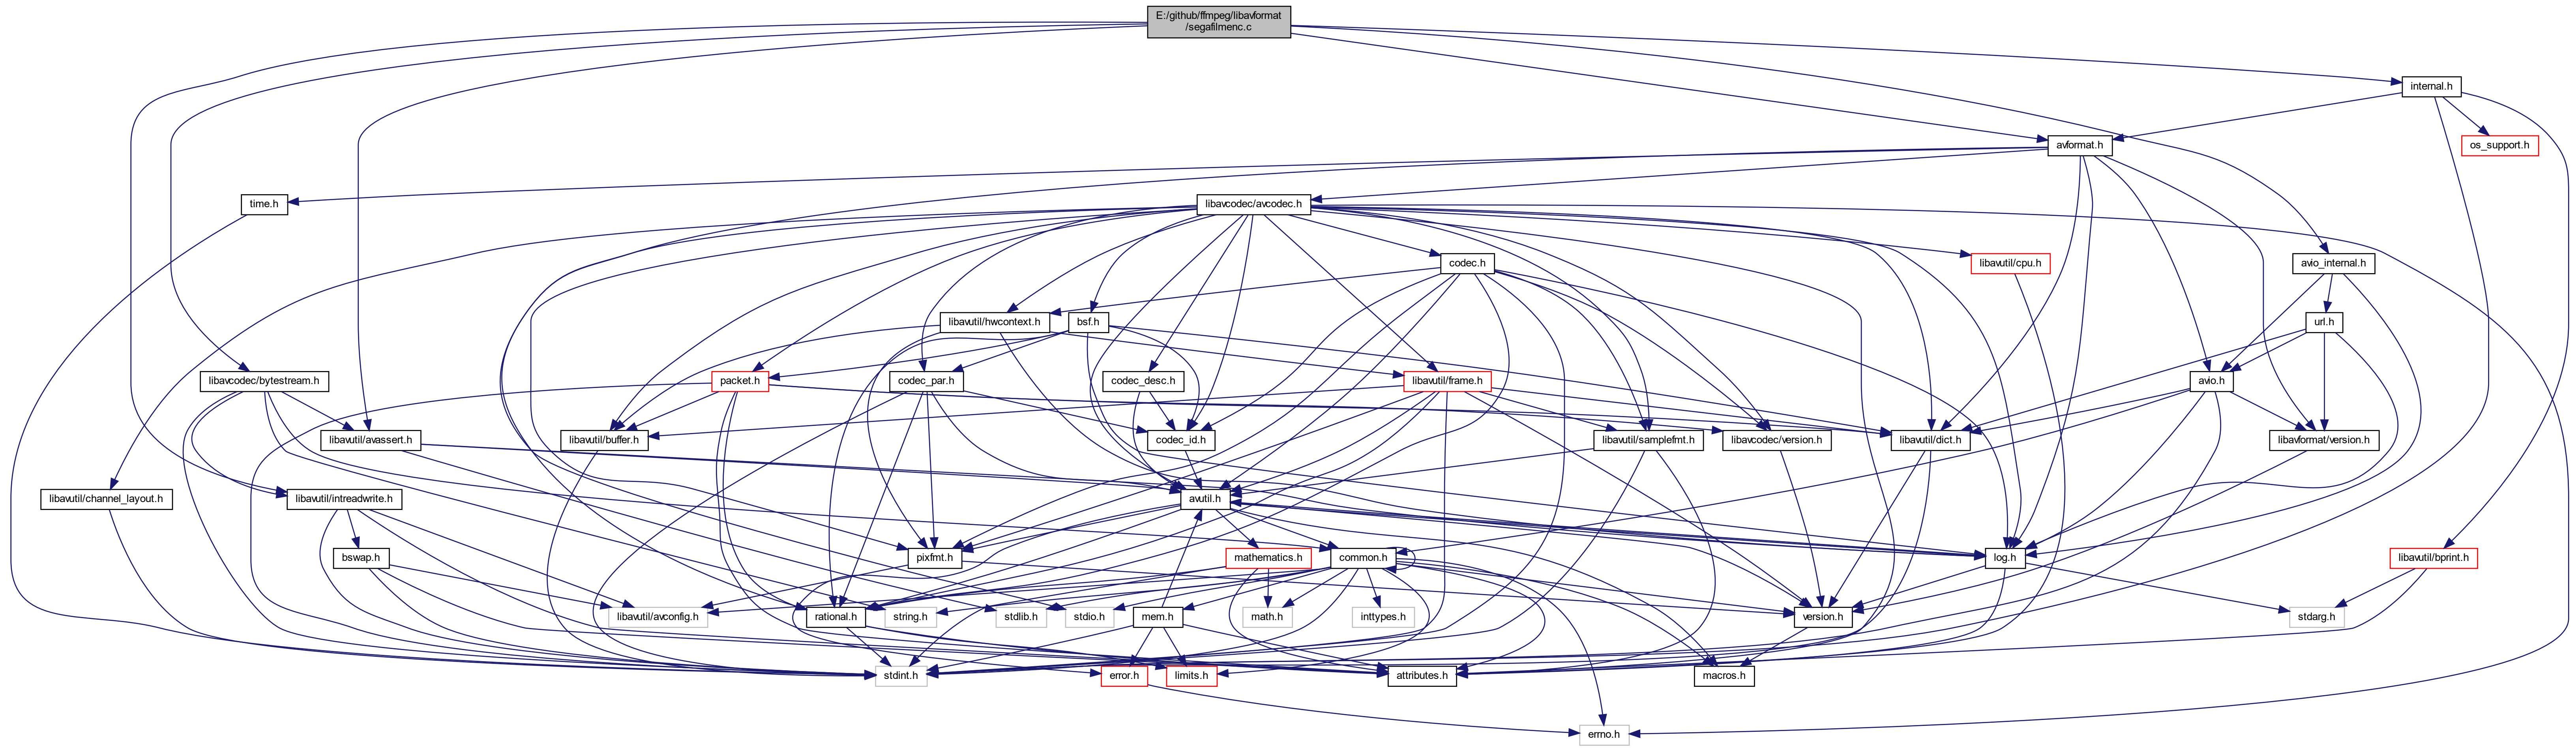 E:/github/ffmpeg/libavformat
/segafilmenc.c
internal.h
avformat.h
os_support.h
time.h
libavcodec/avcodec.h
codec.h
libavutil/cpu.h
avio_internal.h
libavutil/hwcontext.h
bsf.h
url.h
libavcodec/bytestream.h
packet.h
codec_par.h
codec_desc.h
libavutil/frame.h
avio.h
libavutil/avassert.h
libavutil/buffer.h
codec_id.h
libavutil/samplefmt.h
libavcodec/version.h
libavutil/dict.h
libavformat/version.h
libavutil/channel_layout.h
libavutil/intreadwrite.h
avutil.h
bswap.h
pixfmt.h
mathematics.h
common.h
log.h
libavutil/bprint.h
libavutil/avconfig.h
rational.h
string.h
stdlib.h
stdio.h
mem.h
math.h
inttypes.h
version.h
stdarg.h
stdint.h
error.h
limits.h
attributes.h
macros.h
errno.h